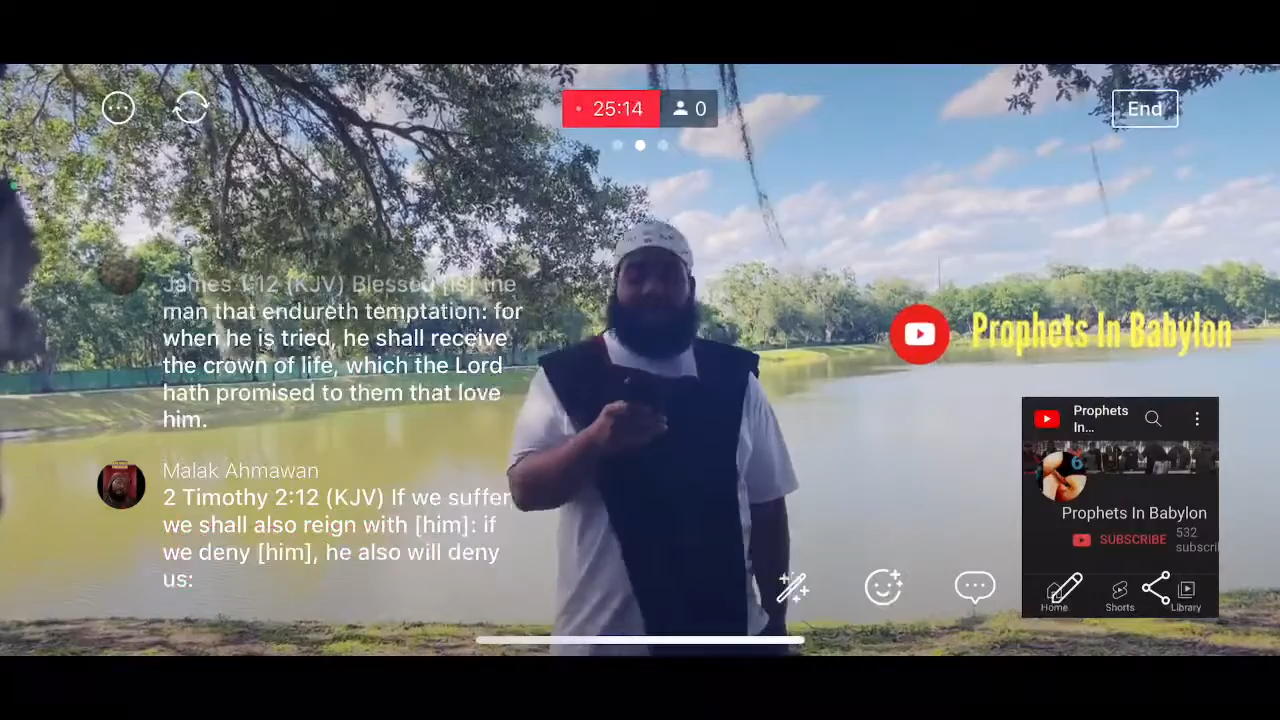 25:14
0
End
James 1:12 (KJV) Blessed [is] the
man that endureth temptation: for
when he is tried, he shall receive
the crown of life, which the Lord
hath promised to them that love
him.
Malak Ahmawan
2 Timothy 2:12 (KJV) If we suffer,
we shall also reign with [him]: if
we deny [him], he also will deny
us:
Prophets In Babylon
Prophets
In...
6
Prophets In Babylon
SUBSCRIBE 532
subscri
Home Shorts Library